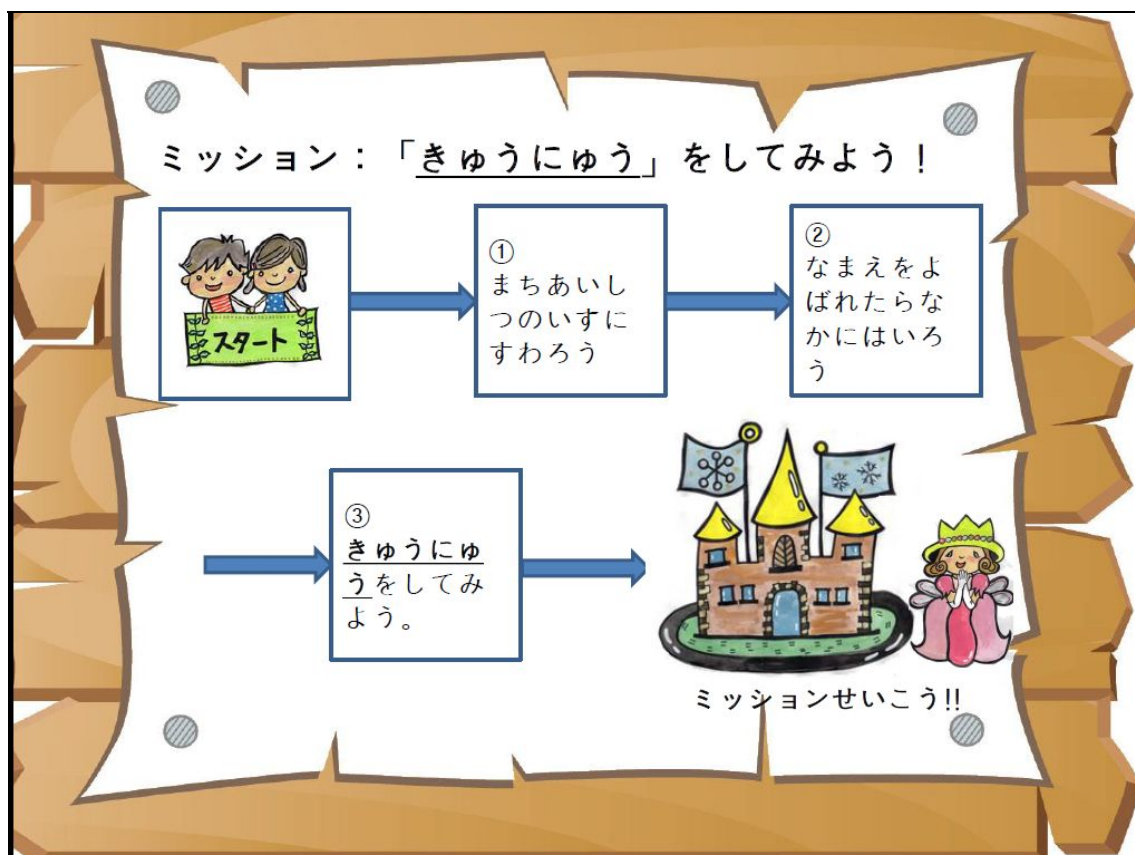 ミッション：「きゅうにゅう」をしてみよう！
スタート
①
まちあいし
つのいすに
すわろう
②
なまえをよ
ばれたらな
かにはいろ
う
③
きゅうにゅ
うをしてみ
よう。
ミッションせいこう!!